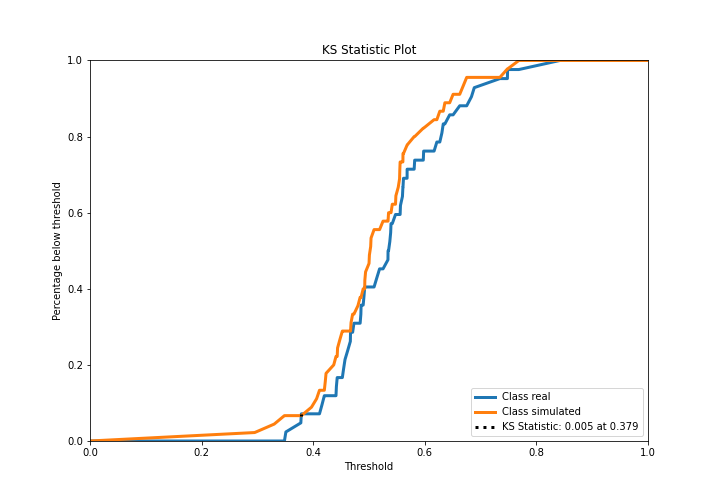 KS Statistic Plot
1.0
0.8
0.6
0.4
0.2
0.0
Percentage below threshold
0.0 0.2 0.4 0.6 0.8 1.0
Threshold
Class real
Class simulated
KS Statistic: 0.005 at 0.379